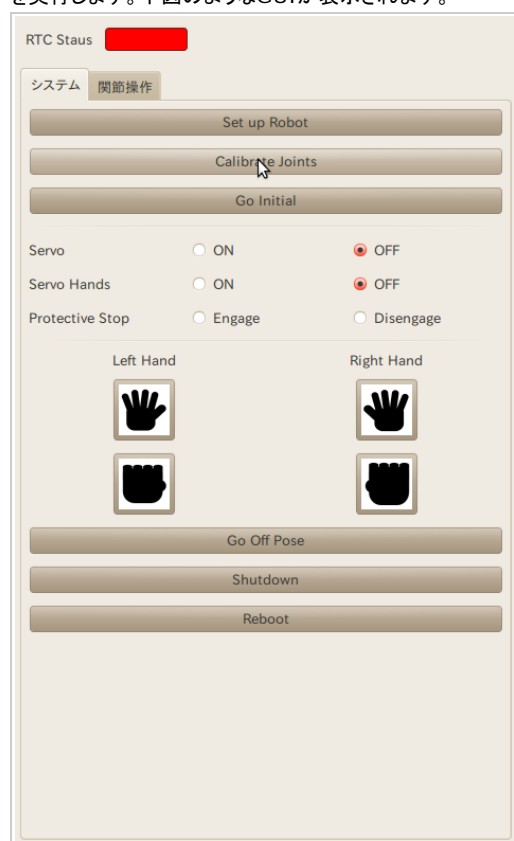 を実行します。下図のようなGUIが表示されます。
RTC Staus
システム 関節操作
Set up Robot
Calibrate Joints
Go Initial
Servo ON OFF
Servo Hands ON OFF
Protective Stop Engage Disengage
Left Hand Right Hand
Go Off Pose
Shutdown
Reboot